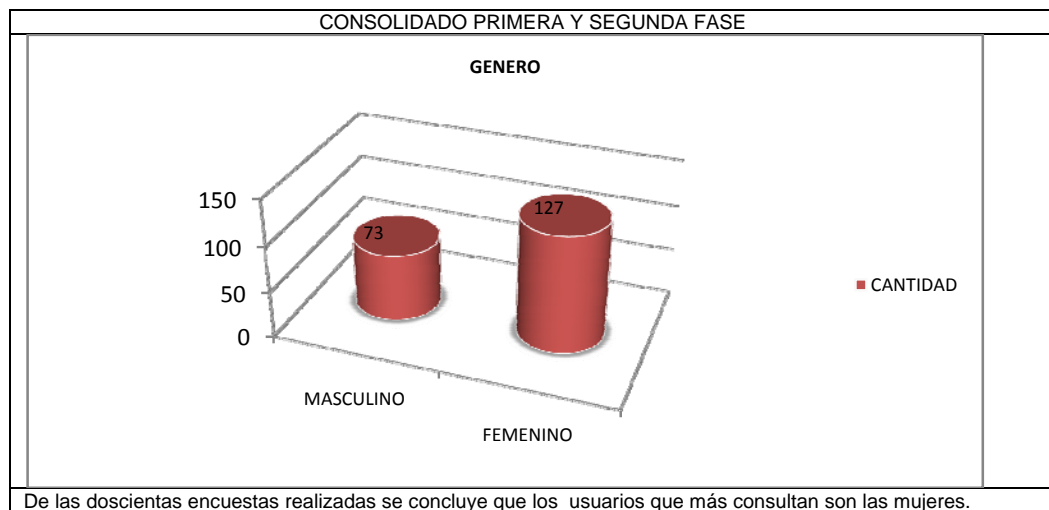 CONSOLIDADO PRIMERA Y SEGUNDA FASE
GENERO
150
100
50
0
73
127
MASCULINO
FEMENINO
CANTIDAD
De las doscientas encuestas realizadas se concluye que los usuarios que más consultan son las mujeres.